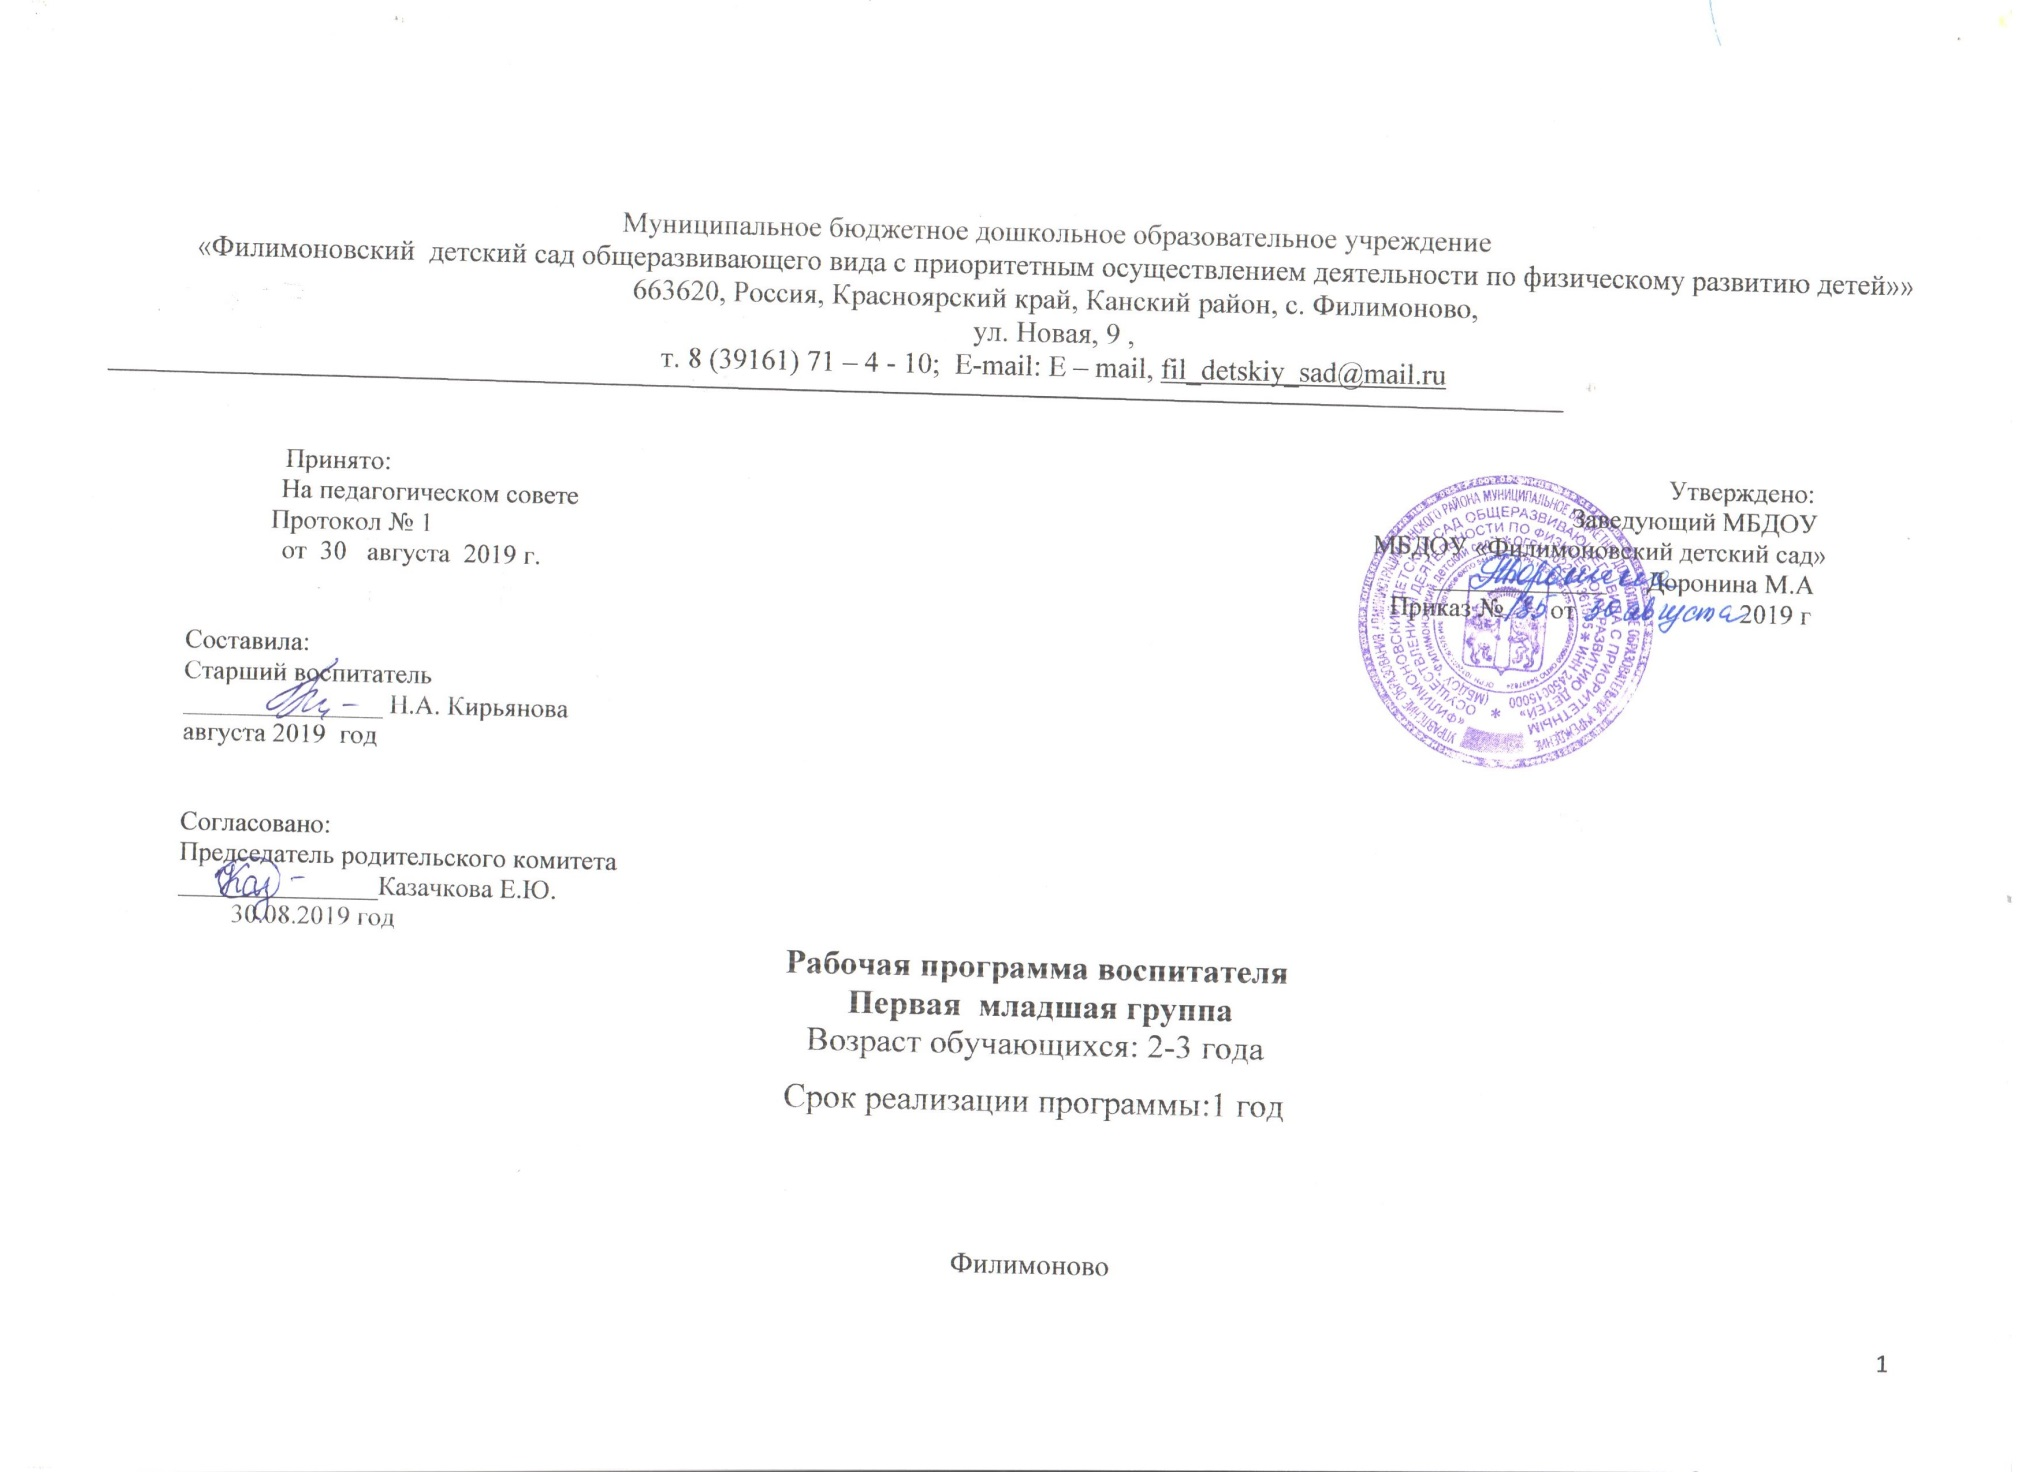 Муниципальное бюджетное дошкольное образовательное учреждение
«Филимоновский детский сад общеразвивающего вида с приоритетным осуществлением деятельности по физическому развитию детей»»
663620, Россия, Красноярский край, Канский район, с. Филимоново,
ул. Новая, 9 ,
т. 8 (39161) 71 – 4 - 10; E-mail: E – mail, fil_detskiy_sad@mail.ru
Принято:
На педагогическом совете
Протокол № 1
от 30 августа 2019 г.
Утверждено:
Заведующий МБДОУ
МБДОУ «Филимоновский детский сад»
Доронина М.А
Приказ № 185 от 30 августа 2019 г
Составила:
Старший воспитатель
Н.А. Кирьянова
августа 2019 год
Согласовано:
Председатель родительского комитета
Казачкова Е.Ю.
30.08.2019 год
Рабочая программа воспитателя
Первая младшая группа
Возраст обучающихся: 2-3 года
Срок реализации программы:1 год
Филимоново
1